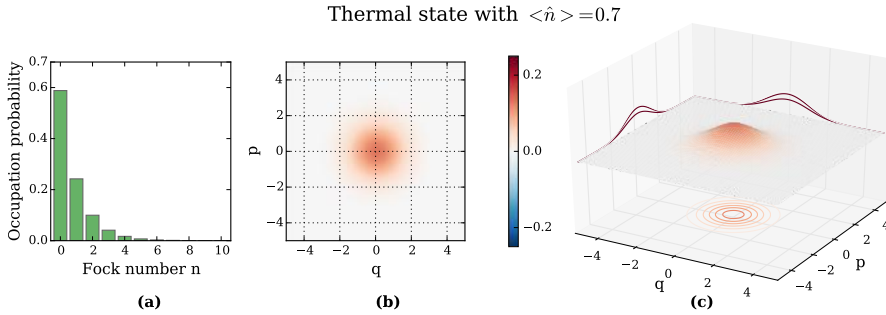 Thermal state with <n̂> =0.7
Occupation probability
0.7
0.6
0.4
0.2
0.0
0 2 4 6 8 10
Fock number n
(a)
p
4
2
0
−2
−4
−4 −2 0 2 4
q
(b)
0.2
0.0
−0.2
−4 −2 0 2 4
q
−4 −2 0 2 4
p
(c)